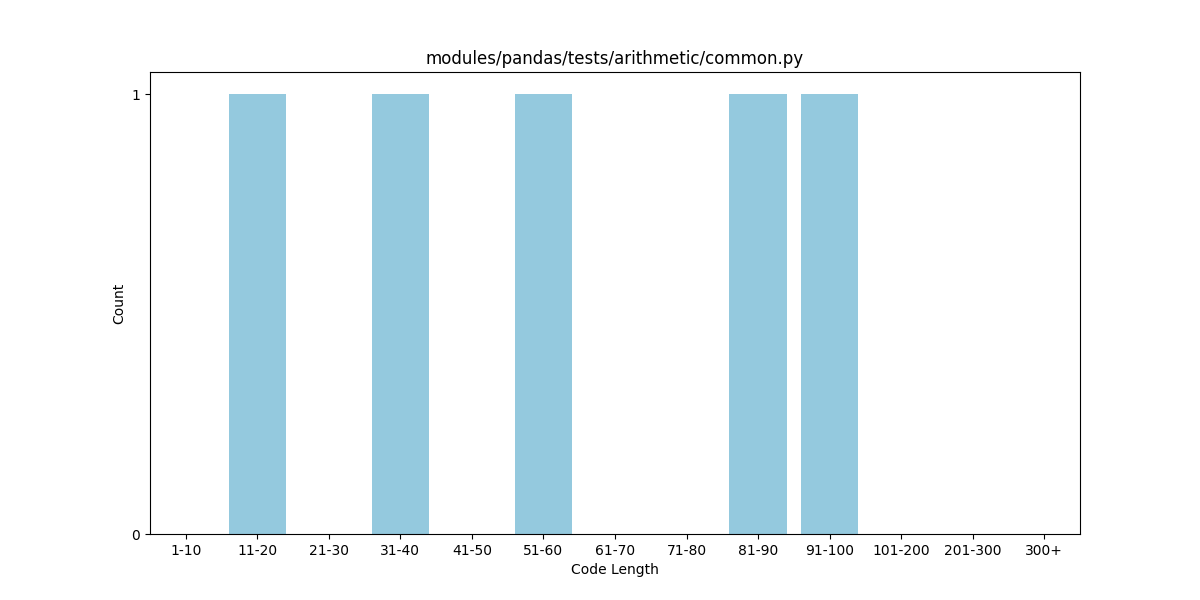 modules/pandas/tests/arithmetic/common.py
1
Count
0
1-10 11-20 21-30 31-40 41-50 51-60 61-70 71-80 81-90 91-100 101-200 201-300 300+
Code Length